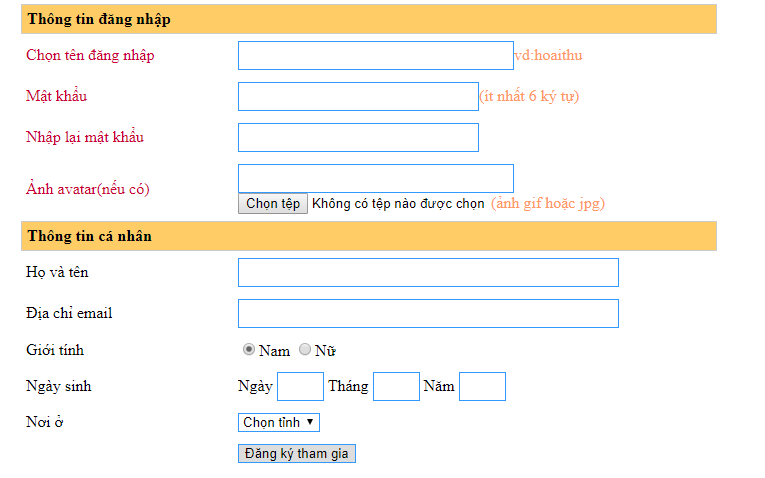 Thông tin đăng nhập
Chọn tên đăng nhập vd:hoaithu
Mật khẩu (ít nhất 6 ký tự)
Nhập lại mật khẩu
Ảnh avatar(nếu có)
Chọn tệp Không có tệp nào được chọn (ảnh gif hoặc jpg)
Thông tin cá nhân
Họ và tên
Địa chỉ email
Giới tính Nam Nữ
Ngày sinh Ngày Tháng Năm
Nơi ở Chọn tỉnh
Đăng ký tham gia